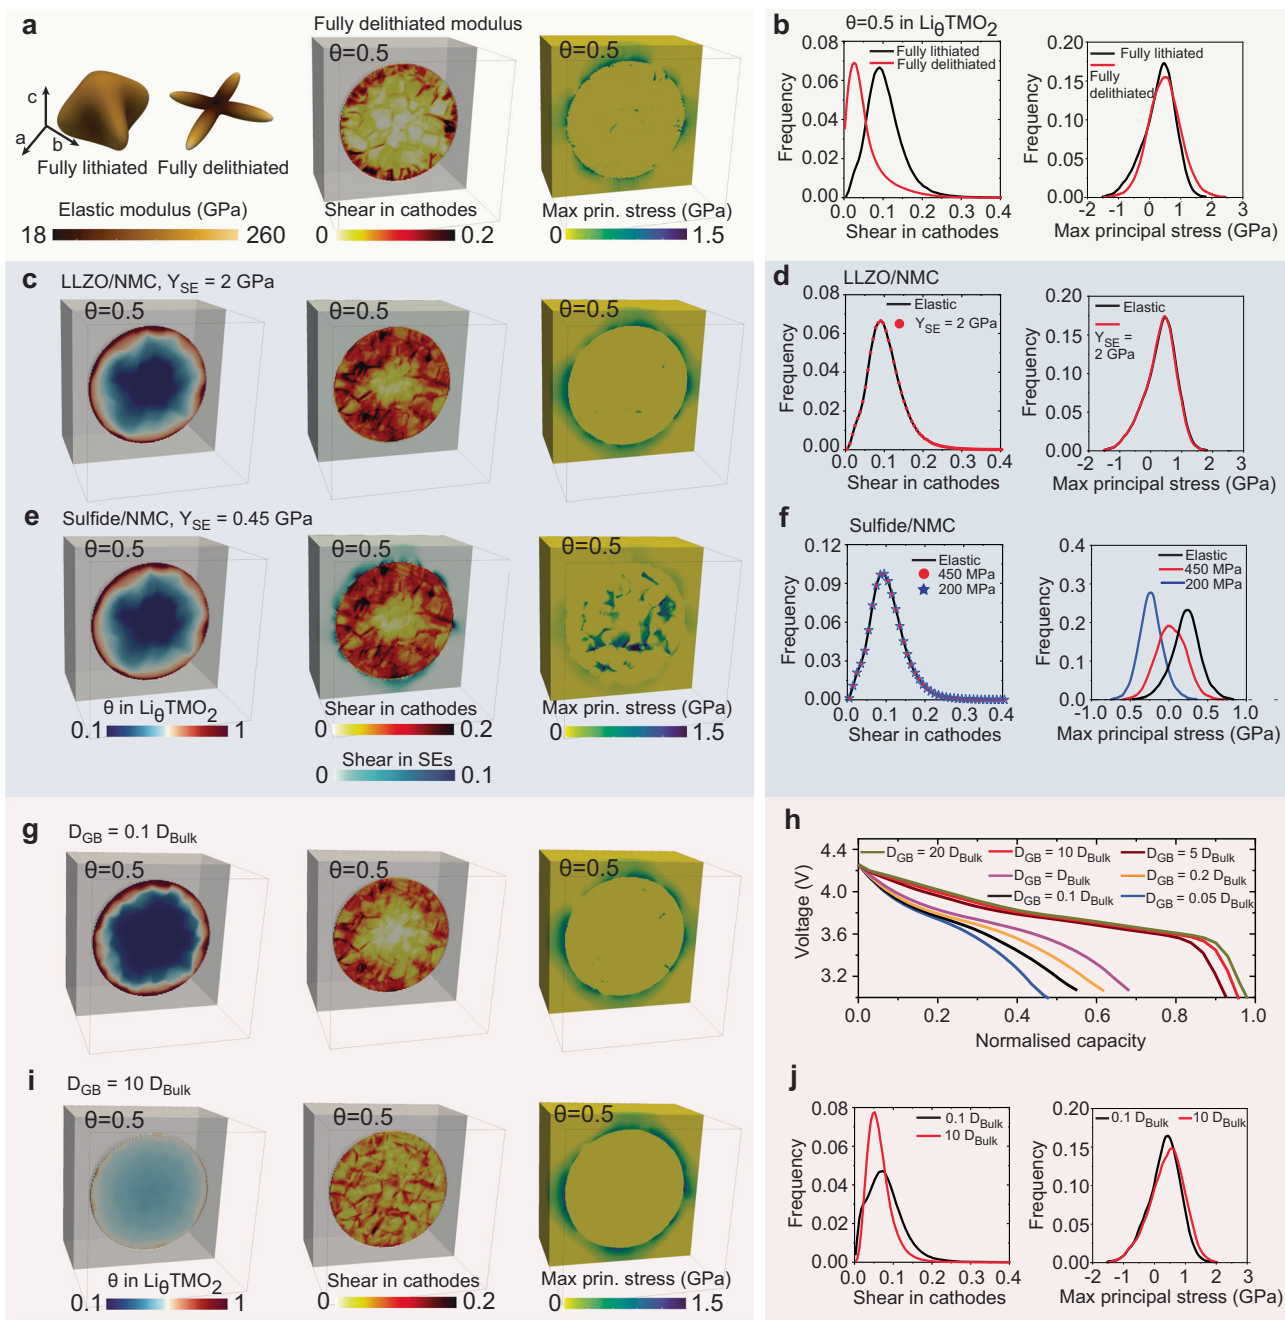 a
Fully delithiated modulus
θ=0.5
θ=0.5
c
a
b
Fully lithiated
Fully delithiated
Elastic modulus (GPa)
18
260
Shear in cathodes
0
0.2
Max prin. stress (GPa)
0
1.5
b
θ=0.5 in LiθTMO2
Frequency
0.08
0.06
0.04
0.02
0.00
Fully lithiated
Fully delithiated
0.0 0.1 0.2 0.3 0.4
Shear in cathodes
Frequency
0.20
0.15
0.10
0.05
0.00
Fully lithiated
Fully
delithiated
-2 -1 0 1 2 3
Max principal stress (GPa)
c
LLZO/NMC, YSE = 2 GPa
θ=0.5
θ=0.5
θ=0.5
d
LLZO/NMC
Frequency
0.08
0.06
0.04
0.02
0.00
Elastic
YSE = 2 GPa
0.0 0.1 0.2 0.3 0.4
Shear in cathodes
Frequency
0.20
0.15
0.10
0.05
0.00
Elastic
YSE =
2 GPa
-2 -1 0 1 2 3
Max principal stress (GPa)
e
Sulfide/NMC, YSE = 0.45 GPa
θ=0.5
θ=0.5
θ=0.5
θ in LiθTMO2
0.1
1
Shear in cathodes
0
0.2
Shear in SEs
0
0.1
Max prin. stress (GPa)
0
1.5
f
Sulfide/NMC
Frequency
0.12
0.09
0.06
0.03
0.00
Elastic
450 MPa
200 MPa
0.0 0.1 0.2 0.3 0.4
Shear in cathodes
Frequency
0.4
0.3
0.2
0.1
0.0
Elastic
450 MPa
200 MPa
-1.0 0.5 0.0 0.5 1.0
Max principal stress (GPa)
g
DGB = 0.1 DBulk
θ=0.5
θ=0.5
θ=0.5
h
Voltage (V)
4.4
4.0
3.6
3.2
DGB = 20 DBulk
DGB = 10 DBulk
DGB = 5 DBulk
DGB = DBulk
DGB = 0.2 DBulk
DGB = 0.1 DBulk
DGB = 0.05 DBulk
0.0 0.2 0.4 0.6 0.8 1.0
Normalised capacity
i
DGB = 10 DBulk
θ=0.5
θ=0.5
θ=0.5
θ in LiθTMO2
0.1
1
Shear in cathodes
0
0.2
Max prin. stress (GPa)
0
1.5
j
Frequency
0.08
0.06
0.04
0.02
0.00
0.1 DBulk
10 DBulk
0.0 0.1 0.2 0.3 0.4
Shear in cathodes
Frequency
0.20
0.15
0.10
0.05
0.00
0.1 DBulk
10 DBulk
-2 -1 0 1 2 3
Max principal stress (GPa)